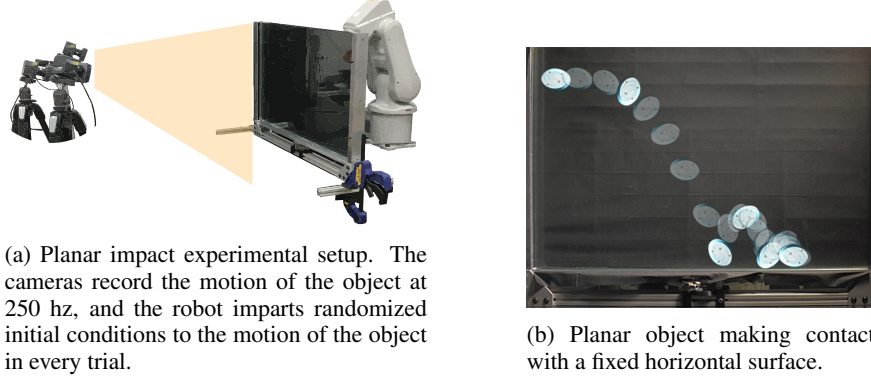 (a) Planar impact experimental setup. The
cameras record the motion of the object at
250 hz, and the robot imparts randomized
initial conditions to the motion of the object
in every trial.
(b) Planar object making contact
with a fixed horizontal surface.